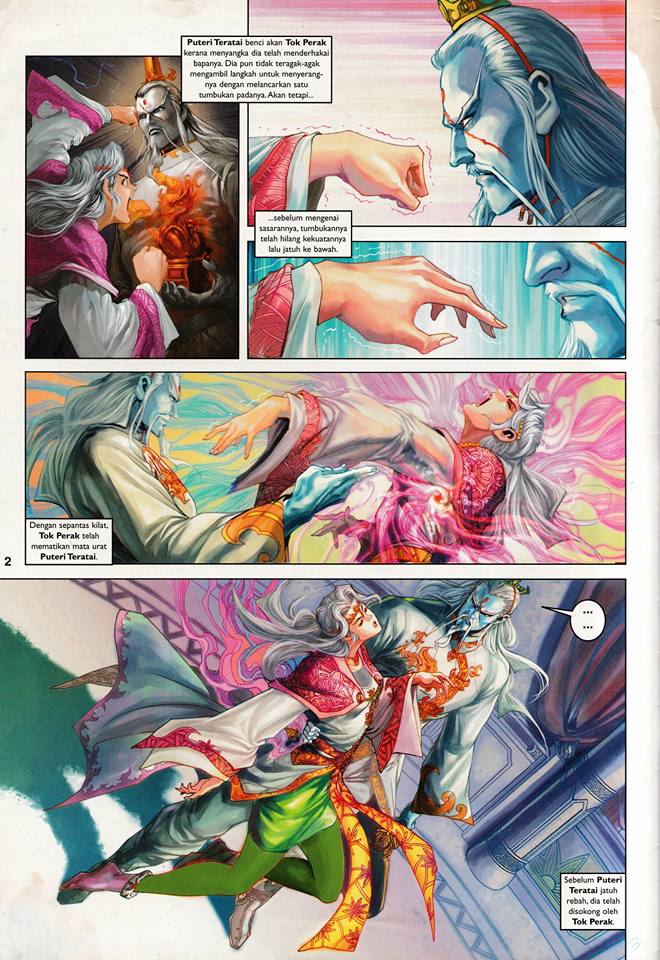 Puteri Teratai benci akan Tok Perak
kerana menyangka dia telah menderhakai
bapanya. Dia pun tidak teragak-agak
mengambil langkah untuk menyerang-
nya dengan melancarkan satu
tumbukan padanya. Akan tetapi...
...sebelum mengenai
sasarannya, tumbukannya
telah hilang kekuatannya
lalu jatuh ke bawah.
Dengan sepantas kilat,
Tok Perak telah
mematikan mata urat
Puteri Teratai.
2
...
...
Sebelum Puteri
Teratai jatuh
rebah, dia telah
disokong oleh
Tok Perak.
3